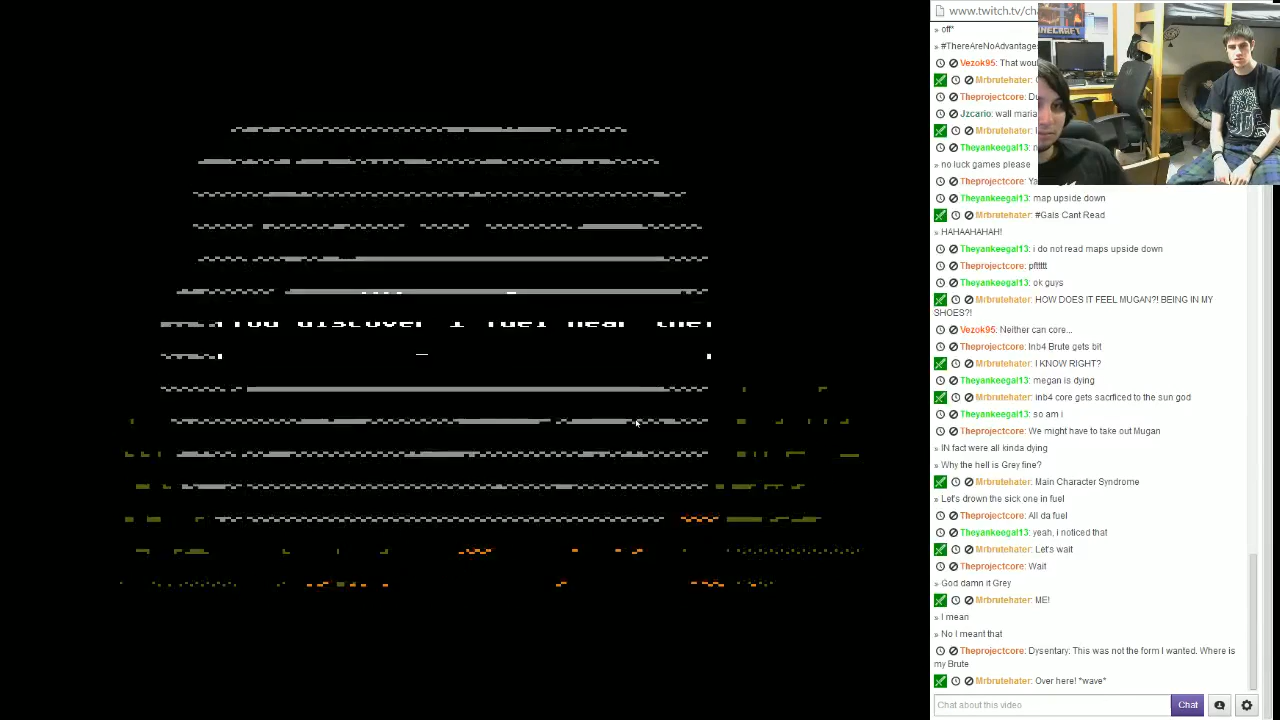 www.twitch.tv/ch
off*
#ThereAreNoAdvantage
Vezok95: That wou
Mrbrutehater:
Theprojectcore:
Jzcario: wall maria
Mrbrutehater:
Theyankeegal13:
no luck games please
Theprojectcore: Ya
Theyankeegal13: map upside down
Mrbrutehater: #Gals Cant Read
HAHAAHAHAH!
Theyankeegal13: i do not read maps upside down
Theprojectcore: pfttttt
Theyankeegal13: ok guys
Mrbrutehater: HOW DOES IT FEEL MUGAN?! BEING IN MY
SHOES?!
Vezok95: Neither can core...
Theprojectcore: Inb4 Brute gets bit
Mrbrutehater: I KNOW RIGHT?
Theyankeegal13: megan is dying
Mrbrutehater: inb4 core gets sacrficed to the sun god
Theyankeegal13: so am i
Theprojectcore: We might have to take out Mugan
IN fact were all kinda dying
Why the hell is Grey fine?
Mrbrutehater: Main Character Syndrome
Let's drown the sick one in fuel
Theprojectcore: All da fuel
Theyankeegal13: yeah, i noticed that
Mrbrutehater: Let's wait
Theprojectcore: Wait
God damn it Grey
Mrbrutehater: ME!
I mean
No I meant that
Theprojectcore: Dysentary: This was not the form I wanted. Where is
my Brute
Mrbrutehater: Over here! *wave*
Chat about this video
Chat